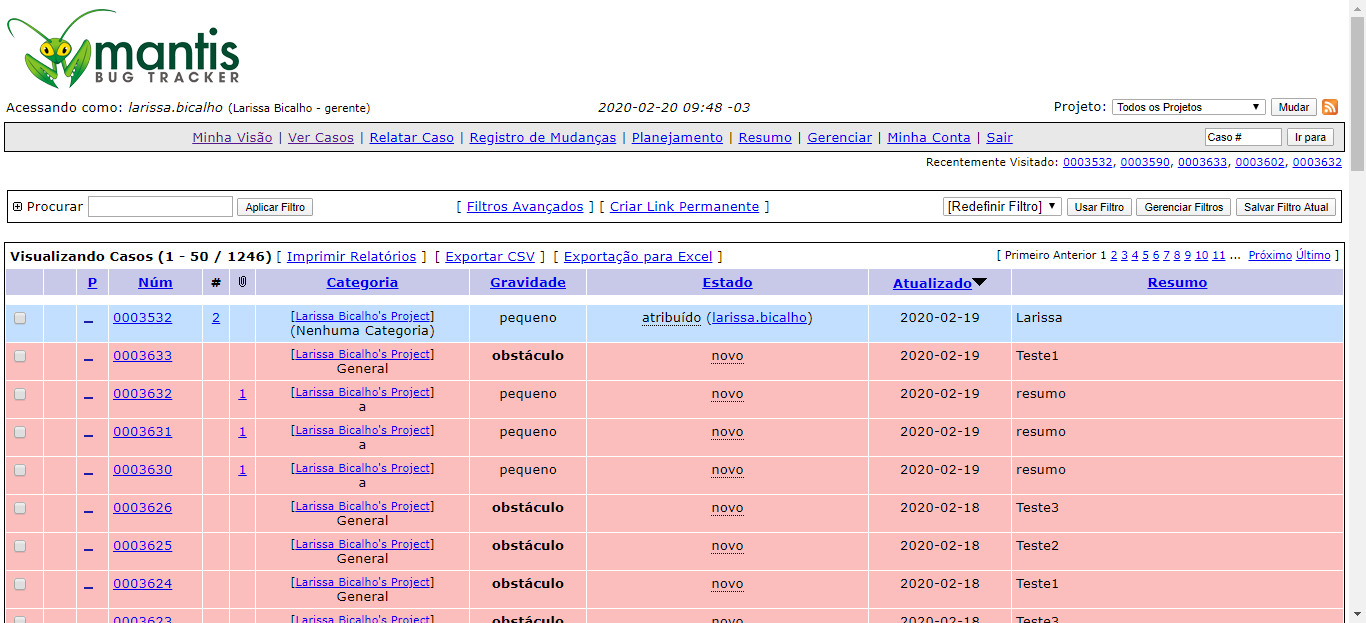 mantis
BUG TRACKER
Acessando como: larissa.bicalho (Larissa Bicalho - gerente) 2020-02-20 09:48 -03 Projeto: Todos os Projetos Mudar
Minha Visão | Ver Casos | Relatar Caso | Registro de Mudanças | Planejamento | Resumo | Gerenciar | Minha Conta | Sair Caso # Ir para
Recentemente Visitado: 0003532, 0003590, 0003633, 0003602, 0003632
Procurar Aplicar Filtro [ Filtros Avançados ] [ Criar Link Permanente ] [Redefinir Filtro] Usar Filtro Gerenciar Filtros Salvar Filtro Atual
Visualizando Casos (1 - 50 / 1246) [ Imprimir Relatórios ] [ Exportar CSV ] [ Exportação para Excel ] [ Primeiro Anterior 1 2 3 4 5 6 7 8 9 10 11 ... Próximo Último ]
P Núm # Categoria Gravidade Estado Atualizado Resumo
0003532 2 [Larissa Bicalho's Project] pequeno atribuído (larissa.bicalho) 2020-02-19 Larissa
(Nenhuma Categoria)
0003633 [Larissa Bicalho's Project] obstáculo novo 2020-02-19 Teste1
General
0003632 1 [Larissa Bicalho's Project] pequeno novo 2020-02-19 resumo
a
0003631 1 [Larissa Bicalho's Project] pequeno novo 2020-02-19 resumo
a
0003630 1 [Larissa Bicalho's Project] pequeno novo 2020-02-19 resumo
a
0003626 [Larissa Bicalho's Project] obstáculo novo 2020-02-18 Teste3
General
0003625 [Larissa Bicalho's Project] obstáculo novo 2020-02-18 Teste2
General
0003624 [Larissa Bicalho's Project] obstáculo novo 2020-02-18 Teste1
General
0003623 [Larissa Bicalho's Project] obstáculo novo 2020-02-18 Teste3